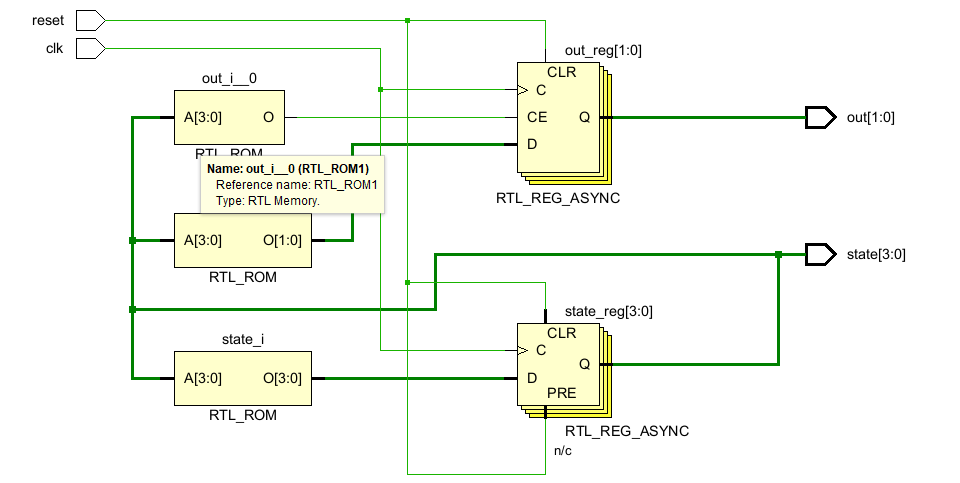 reset
clk
out_i__0
A[3:0] O
RTL_ROM
Name: out_i__0 (RTL_ROM1)
Reference name: RTL_ROM1
Type: RTL Memory.
A[3:0] O[1:0]
RTL_ROM
state_i
A[3:0] O[3:0]
RTL_ROM
out_reg[1:0]
CLR
C
CE Q
D
RTL_REG_ASYNC
out[1:0]
state[3:0]
state_reg[3:0]
CLR
C
Q
D
PRE
RTL_REG_ASYNC
n/c